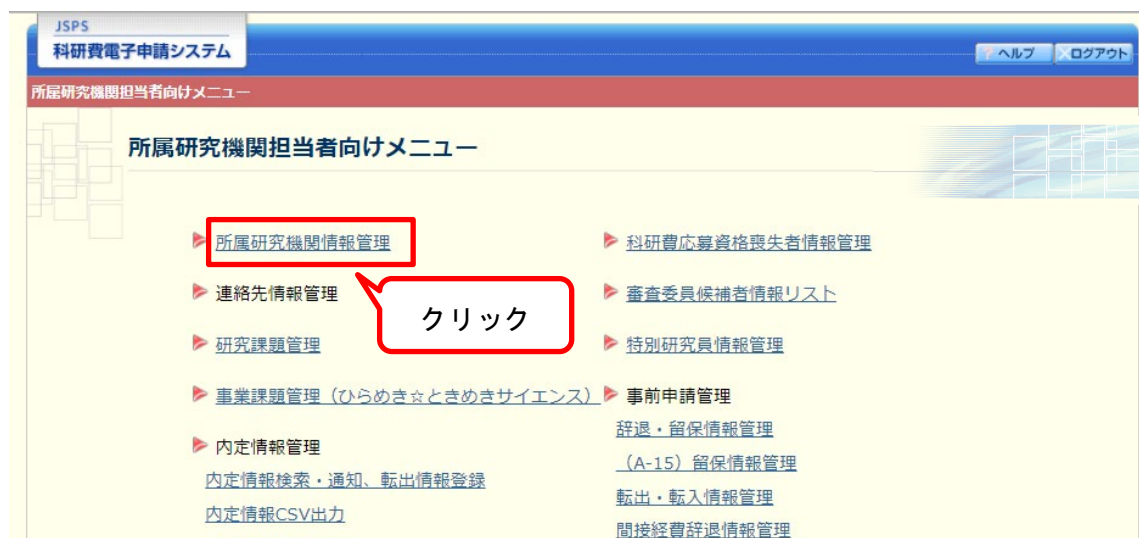 JSPS
科研費電子申請システム
ヘルプ
ログアウト
所属研究機関担当者向けメニュー
所属研究機関担当者向けメニュー
所属研究機関情報管理
連絡先情報管理
クリック
研究課題管理
事業課題管理（ひらめき☆ときめきサイエンス）
内定情報管理
内定情報検索・通知、転出情報登録
内定情報CSV出力
科研費応募資格喪失者情報管理
審査委員候補者情報リスト
特別研究員情報管理
事前申請管理
辞退・留保情報管理
（A-15）留保情報管理
転出・転入情報管理
間接経費辞退情報管理